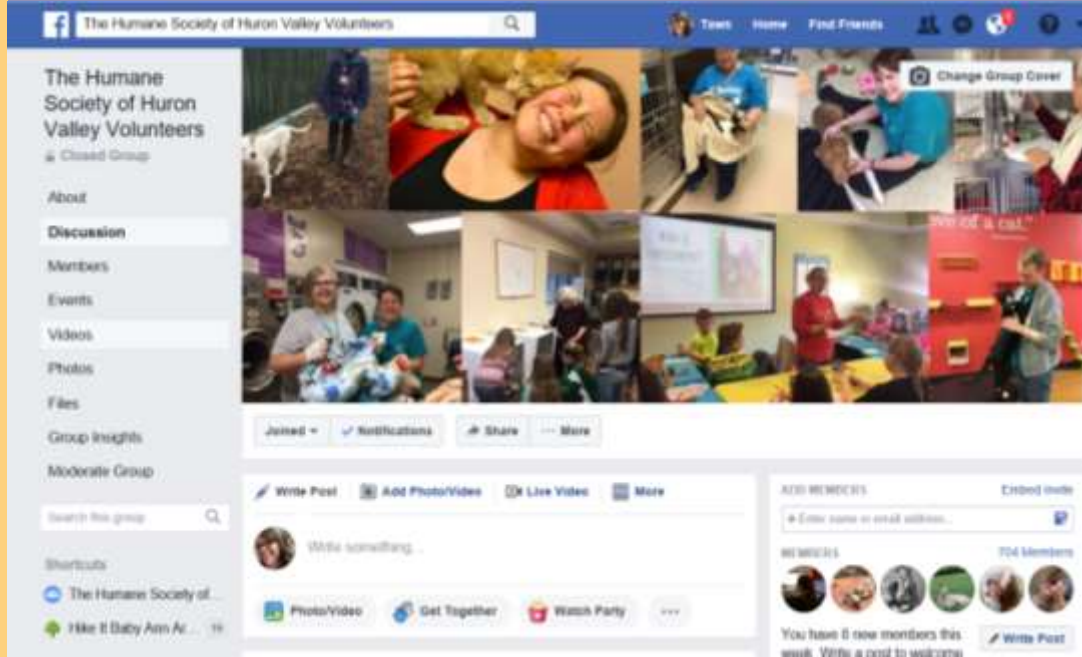 The Humane Society of Huron Valley Volunteers
Town Home Find Friends
The Humane
Society of Huron
Valley Volunteers
Closed Group
About
Discussion
Members
Events
Videos
Photos
Files
Group Insights
Moderate Group
Search this group
Shortcuts
The Humane Society of...
Hike It Baby Ann Ar...
Change Group Cover
of a cat."
Joined Notifications Share More
Write Post Add Photo/Video Live Video More
Write something...
Photo/Video Get Together Watch Party
ADD MEMBERS Embed Invite
+ Enter name or email address...
MEMBERS 704 Members
You have 8 new members this
week. Write a post to welcome
Write Post